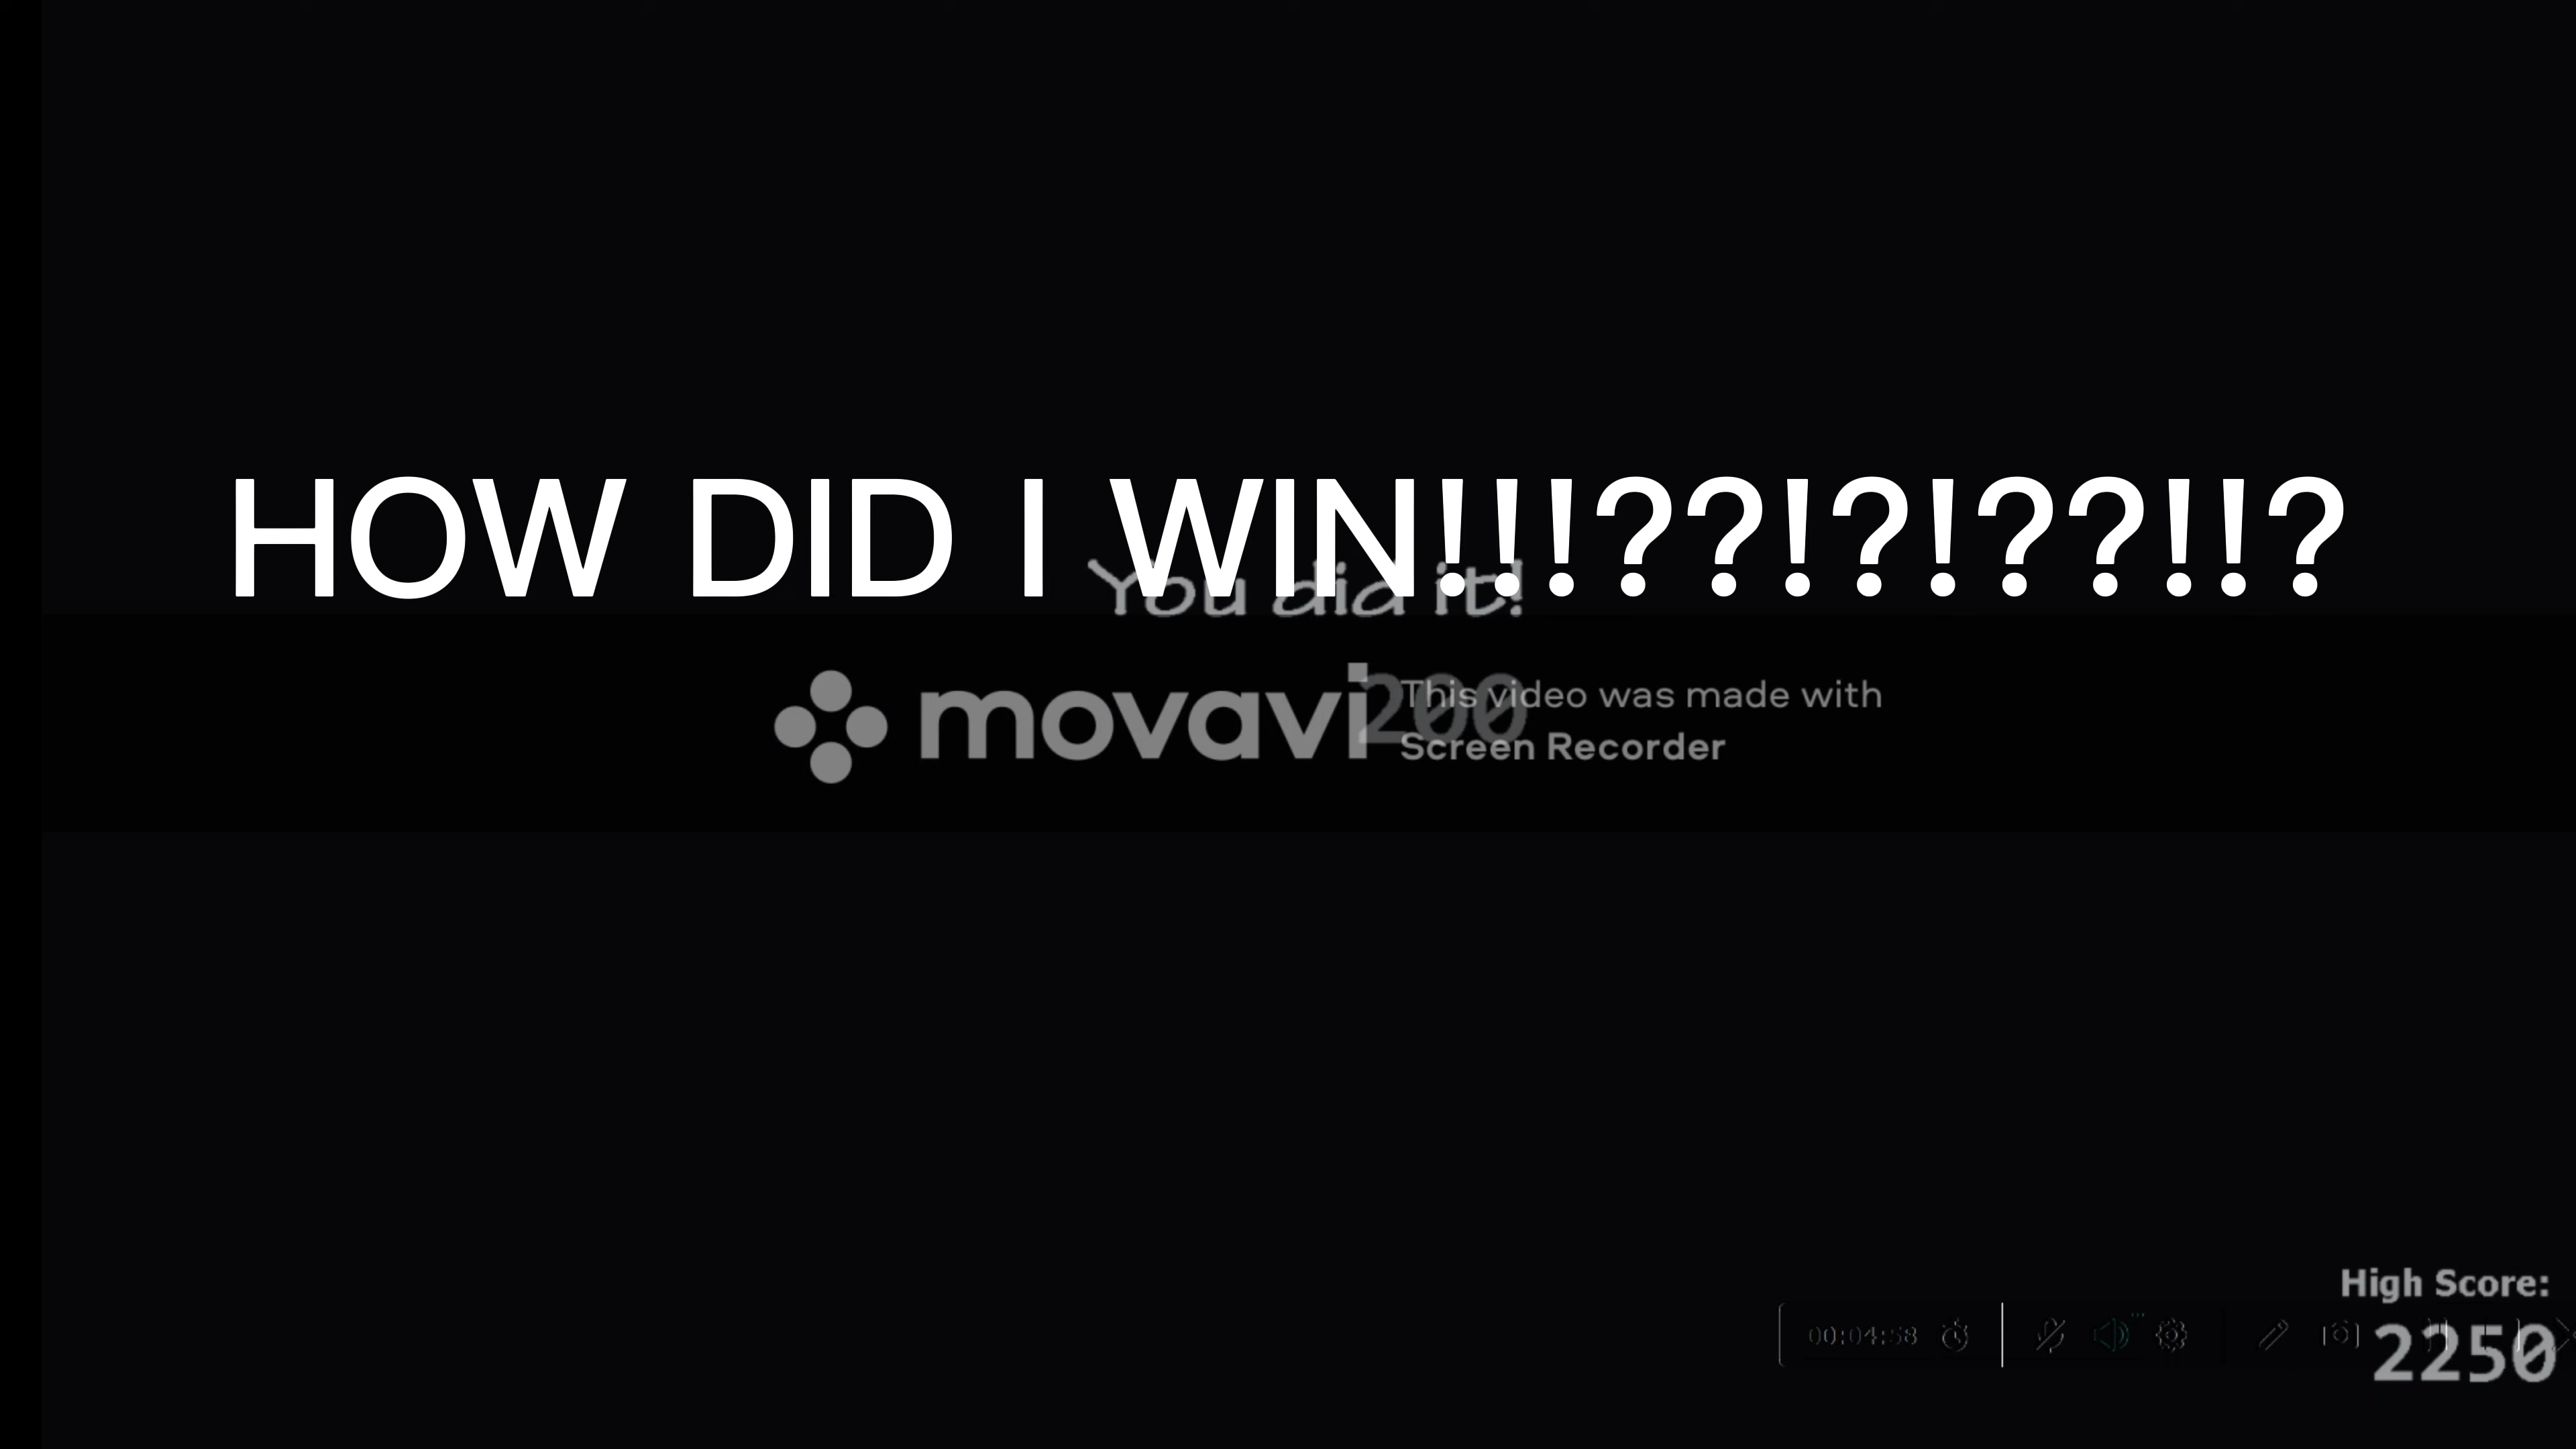 HOW DID I WIN!!!??!?!??!!?
You did it!
movavi
200
This video was made with
Screen Recorder
High Score:
00:04:58
2250